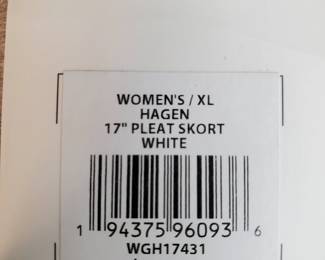 WOMEN'S / XL
HAGEN
17" PLEAT SKORT
WHITE
1 94375 96093 6
WGH17431